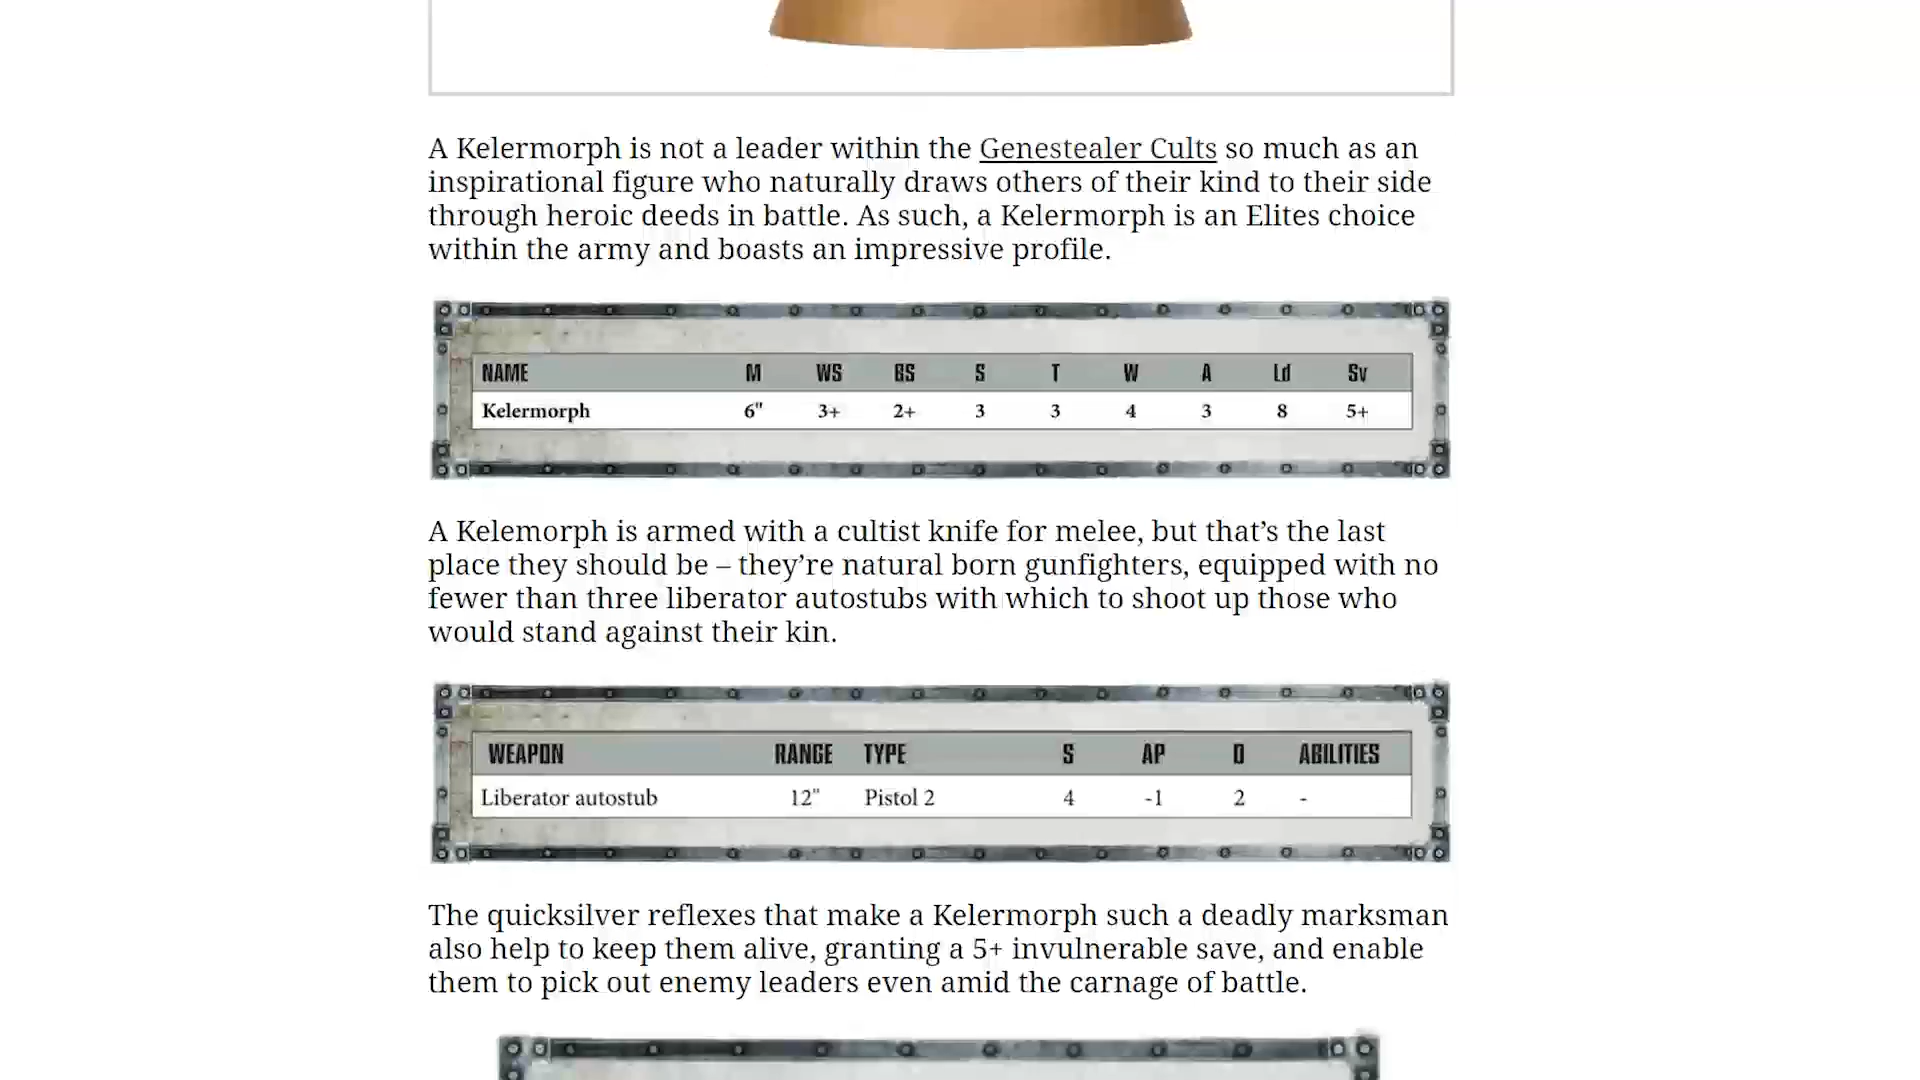 A Kelermorph is not a leader within the Genestealer Cults so much as an
inspirational figure who naturally draws others of their kind to their side
through heroic deeds in battle. As such, a Kelermorph is an Elites choice
within the army and boasts an impressive profile.
NAME M WS BS S T W A Ld Sv
Kelermorph 6" 3+ 2+ 3 3 4 3 8 5+
A Kelemorph is armed with a cultist knife for melee, but that’s the last
place they should be – they’re natural born gunfighters, equipped with no
fewer than three liberator autostubs with which to shoot up those who
would stand against their kin.
WEAPON RANGE TYPE S AP D ABILITIES
Liberator autostub 12" Pistol 2 4 -1 2 -
The quicksilver reflexes that make a Kelermorph such a deadly marksman
also help to keep them alive, granting a 5+ invulnerable save, and enable
them to pick out enemy leaders even amid the carnage of battle.